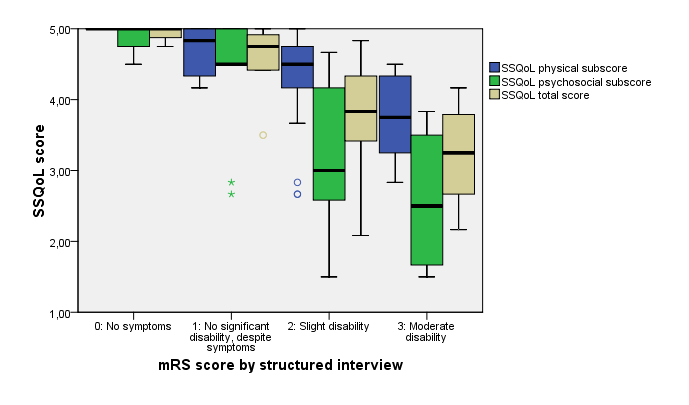 5,00
4,00
3,00
2,00
1,00
SSQoL score
0: No symptoms
1: No significant
disability, despite
symptoms
2: Slight disability
3: Moderate
disability
mRS score by structured interview
SSQoL physical subscore
SSQoL psychosocial subscore
SSQoL total score